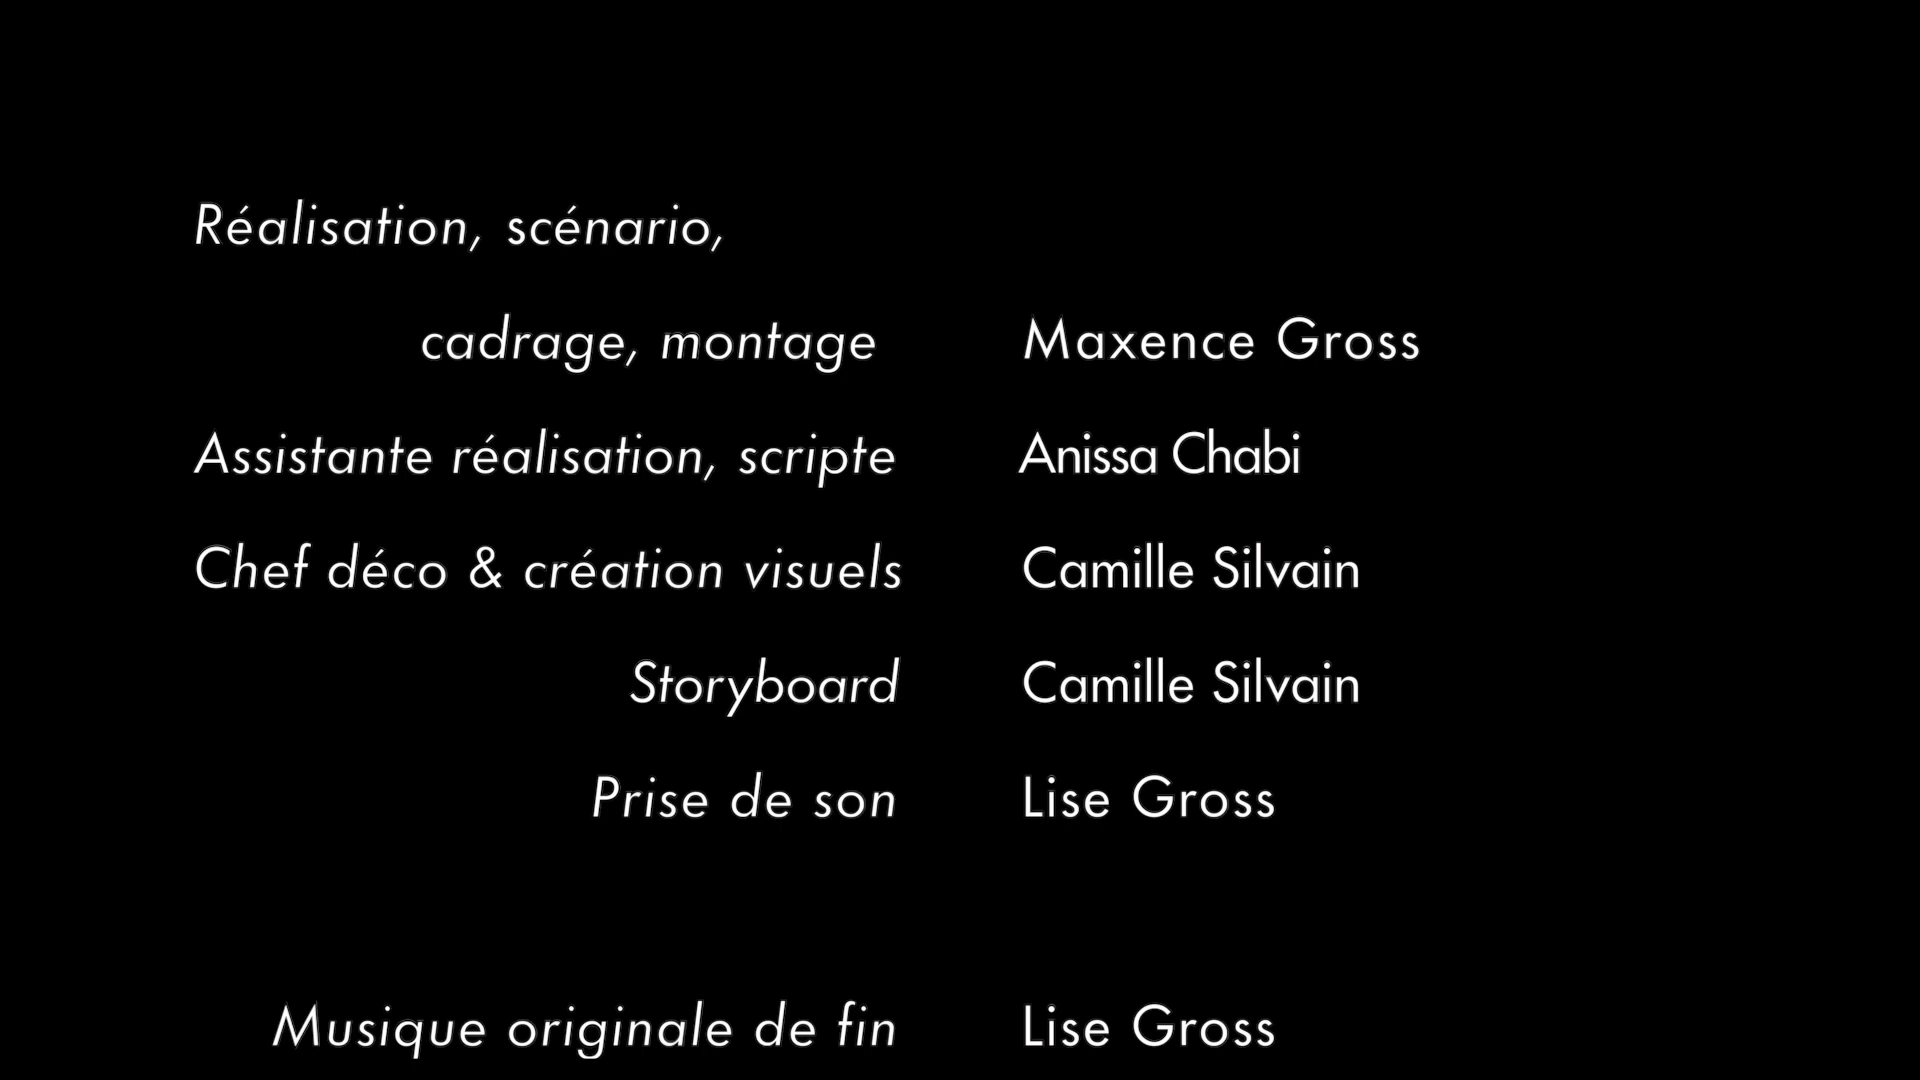 Réalisation, scénario,
cadrage, montage Maxence Gross
Assistante réalisation, scripte Anissa Chabi
Chef déco & création visuels Camille Silvain
Storyboard Camille Silvain
Prise de son Lise Gross
Musique originale de fin Lise Gross